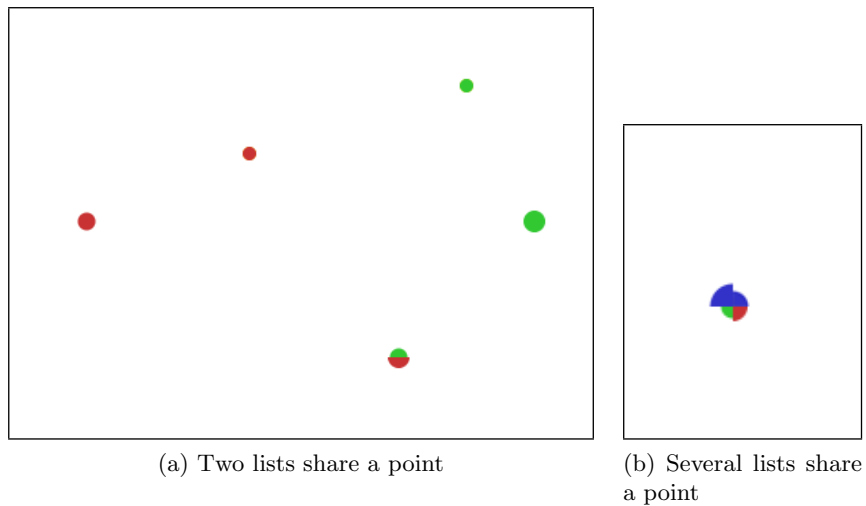 (a) Two lists share a point
(b) Several lists share
a point